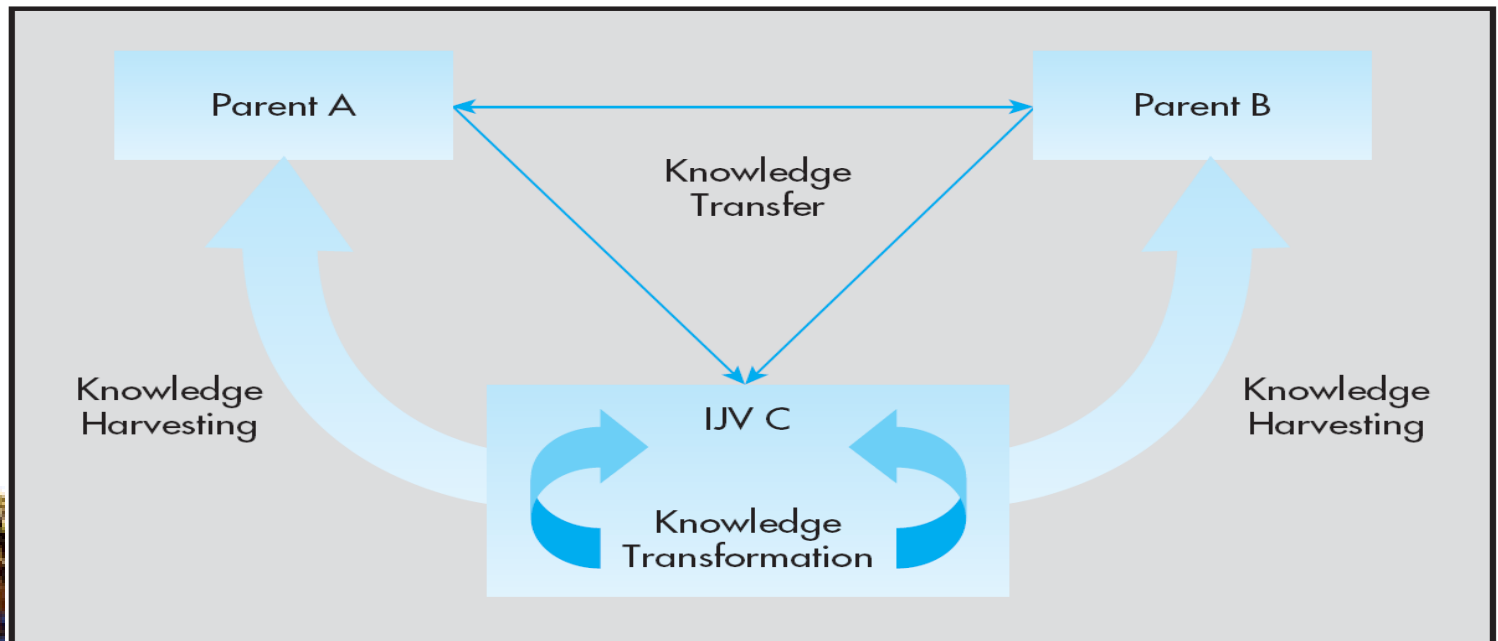 Parent A
Parent B
Knowledge
Transfer
Knowledge
Harvesting
Knowledge
Harvesting
IJV C
Knowledge
Transformation